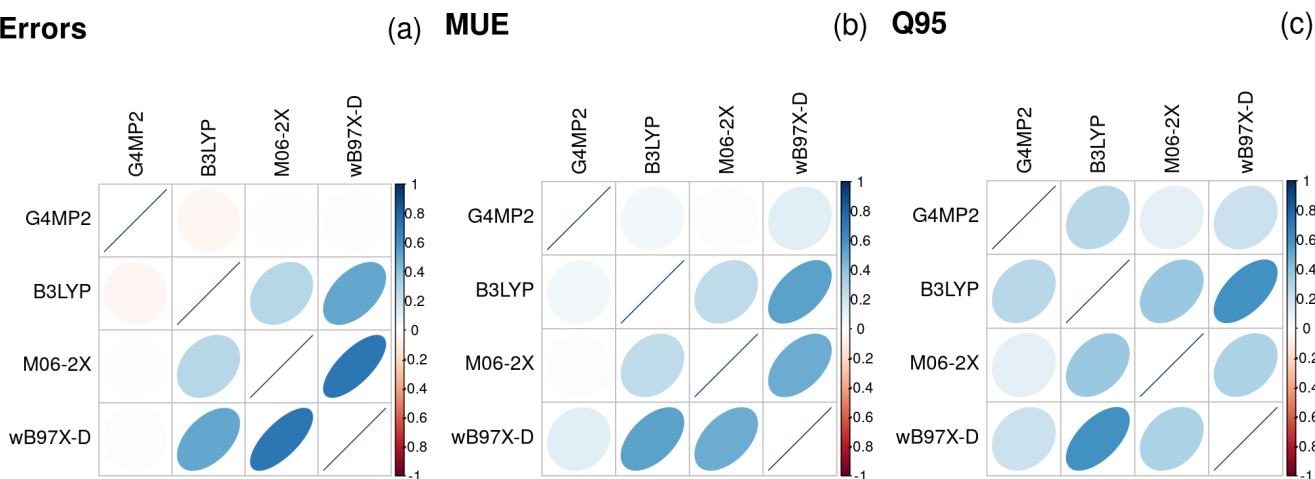 Errors
(a)
G4MP2
B3LYP
M06-2X
wB97X-D
G4MP2
B3LYP
M06-2X
wB97X-D
1
0.8
0.6
0.4
0.2
0
-0.2
-0.4
-0.6
-0.8
-1
MUE
(b)
G4MP2
B3LYP
M06-2X
wB97X-D
G4MP2
B3LYP
M06-2X
wB97X-D
1
0.8
0.6
0.4
0.2
0
-0.2
-0.4
-0.6
-0.8
-1
Q95
(c)
G4MP2
B3LYP
M06-2X
wB97X-D
G4MP2
B3LYP
M06-2X
wB97X-D
1
0.8
0.6
0.4
0.2
0
-0.2
-0.4
-0.6
-0.8
-1